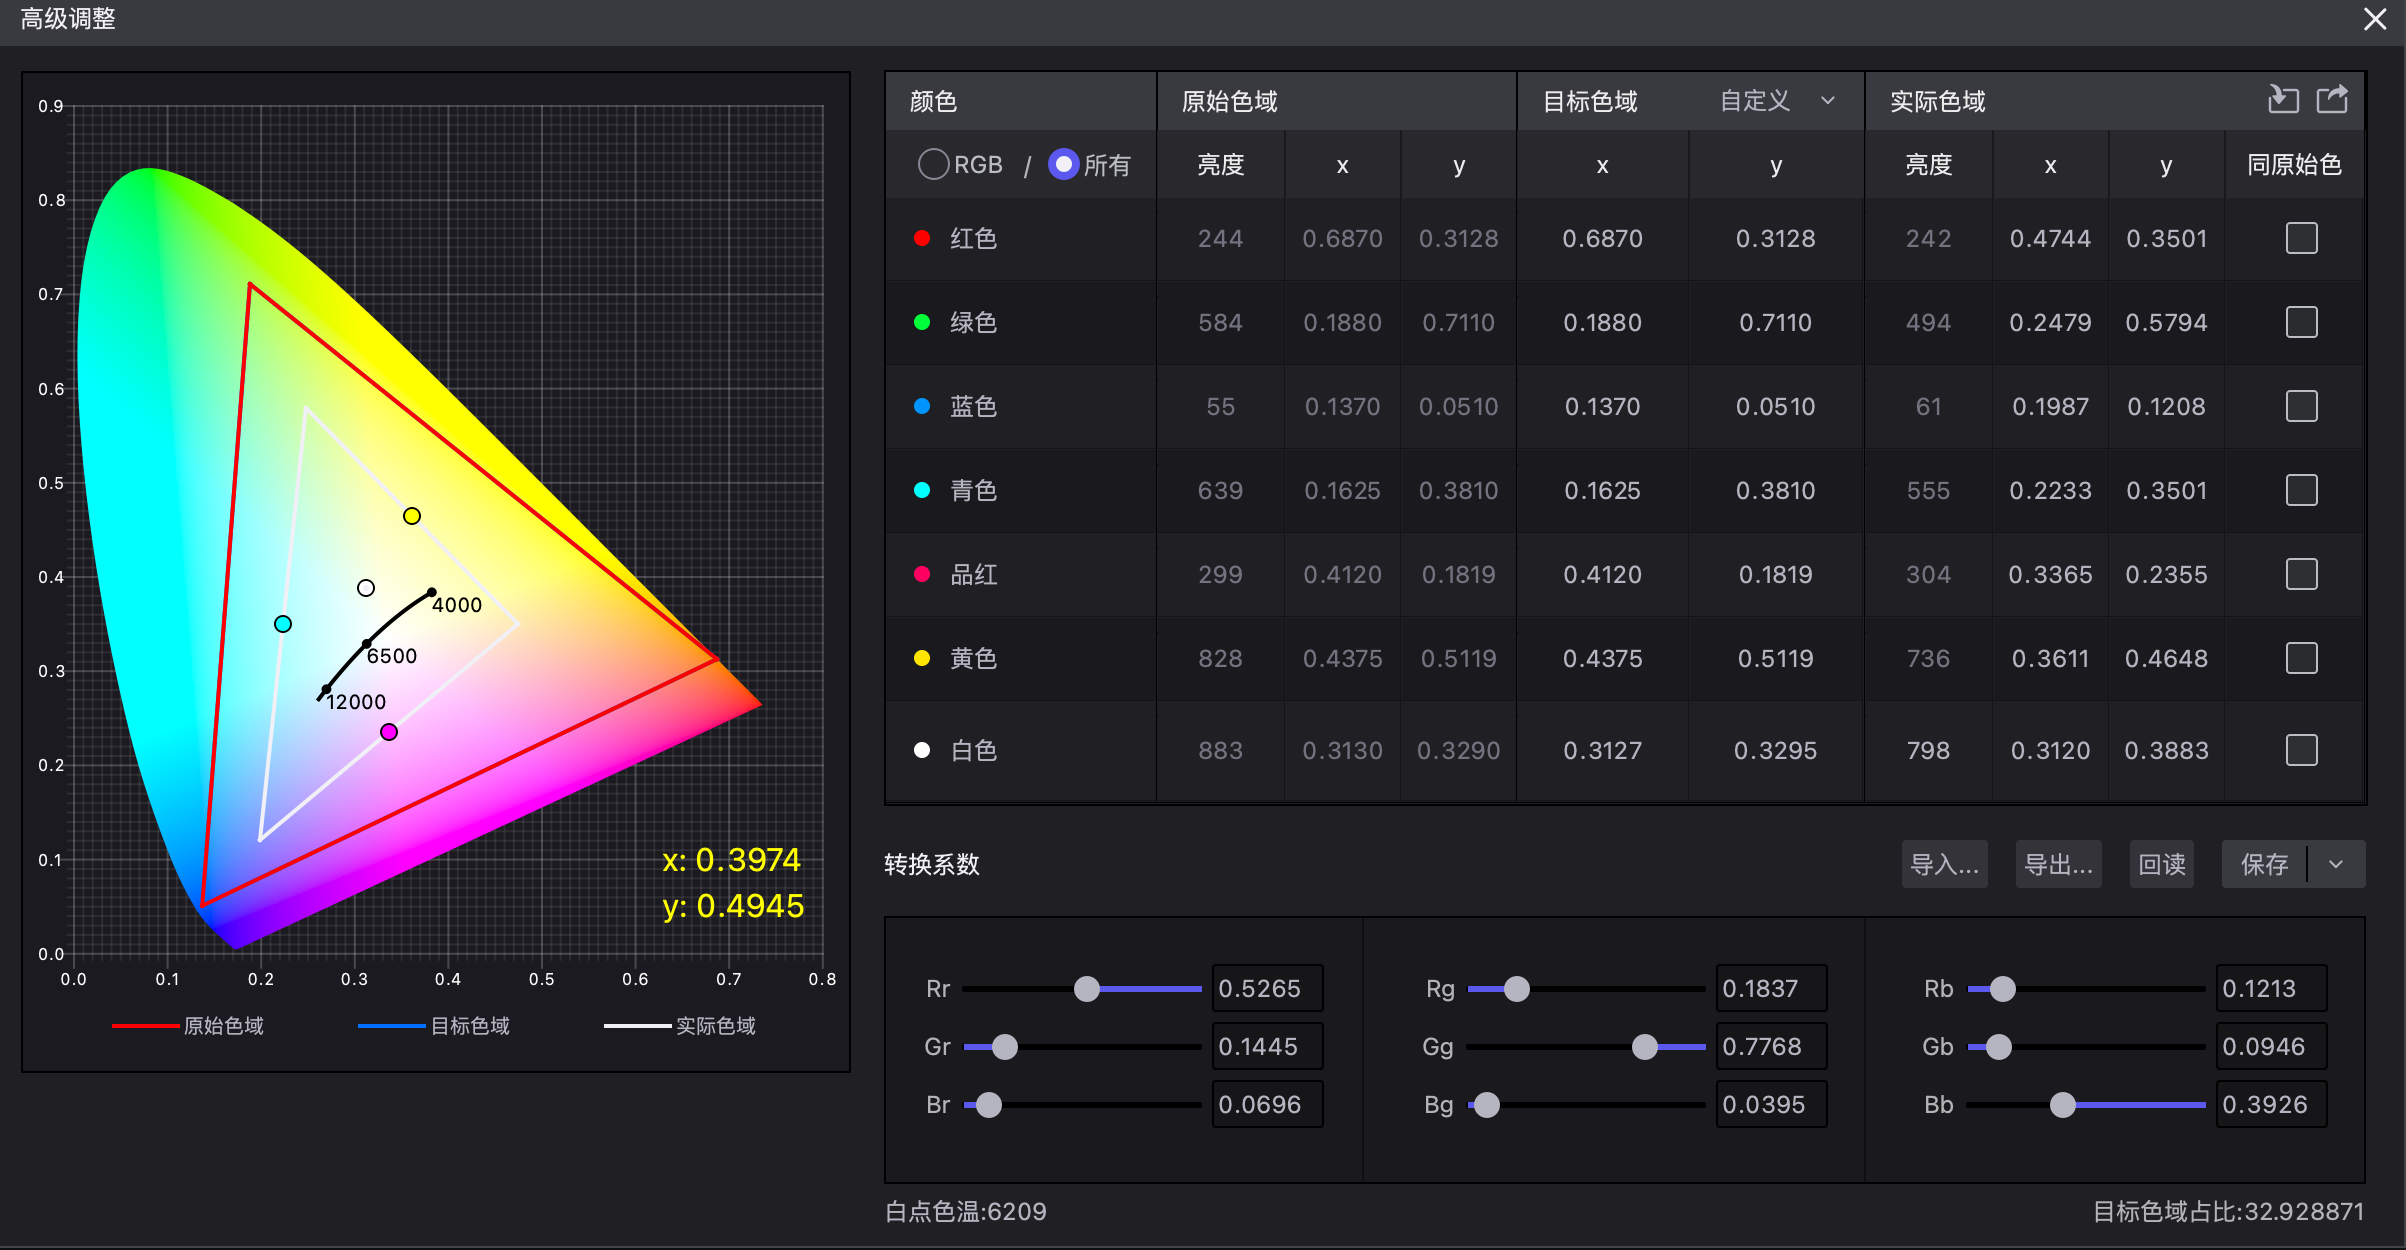 高级调整
0.9
0.8
0.7
0.6
0.5
0.4
0.3
0.2
0.1
0.0
0.0 0.1 0.2 0.3 0.4 0.5 0.6 0.7 0.8
4000
6500
12000
x: 0.3974
y: 0.4945
原始色域 目标色域 实际色域
颜色 原始色域 目标色域 自定义 实际色域
RGB / 所有 亮度 x y x y 亮度 x y 同原始色
红色 244 0.6870 0.3128 0.6870 0.3128 242 0.4744 0.3501
绿色 584 0.1880 0.7110 0.1880 0.7110 494 0.2479 0.5794
蓝色 55 0.1370 0.0510 0.1370 0.0510 61 0.1987 0.1208
青色 639 0.1625 0.3810 0.1625 0.3810 555 0.2233 0.3501
品红 299 0.4120 0.1819 0.4120 0.1819 304 0.3365 0.2355
黄色 828 0.4375 0.5119 0.4375 0.5119 736 0.3611 0.4648
白色 883 0.3130 0.3290 0.3127 0.3295 798 0.3120 0.3883
转换系数 导入... 导出... 回读 保存
Rr 0.5265 Rg 0.1837 Rb 0.1213
Gr 0.1445 Gg 0.7768 Gb 0.0946
Br 0.0696 Bg 0.0395 Bb 0.3926
白点色温:6209 目标色域占比:32.928871